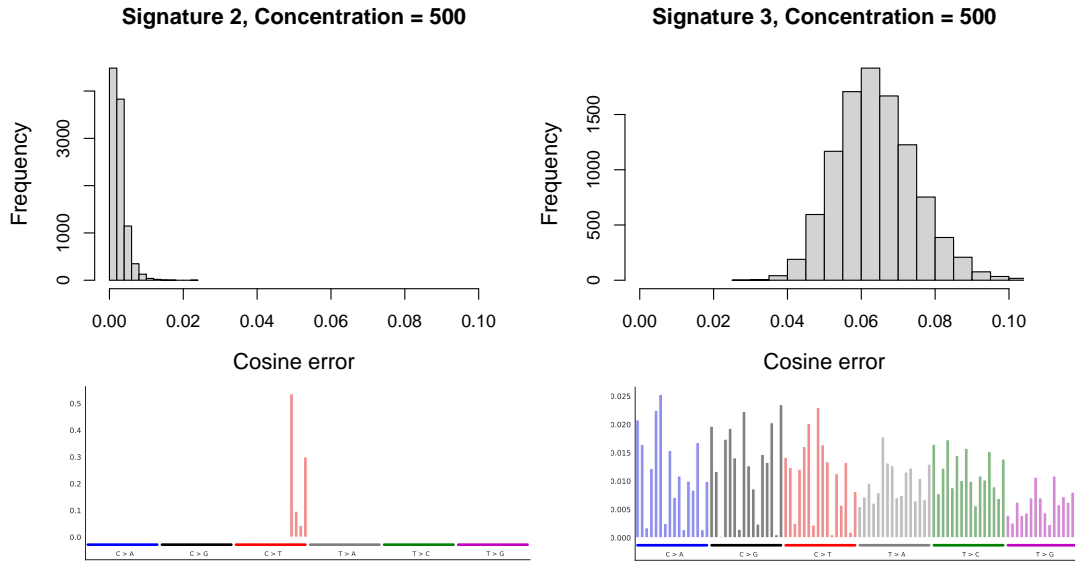 Signature 2, Concentration = 500
Frequency
3000
1000
0
0.00 0.02 0.04 0.06 0.08 0.10
Cosine error
0.5
0.4
0.3
0.2
0.1
0.0
C > A C > G C > T T > A T > C T > G
Signature 3, Concentration = 500
Frequency
1500
1000
500
0
0.00 0.02 0.04 0.06 0.08 0.10
Cosine error
0.025
0.020
0.015
0.010
0.005
0.000
C > A C > G C > T T > A T > C T > G